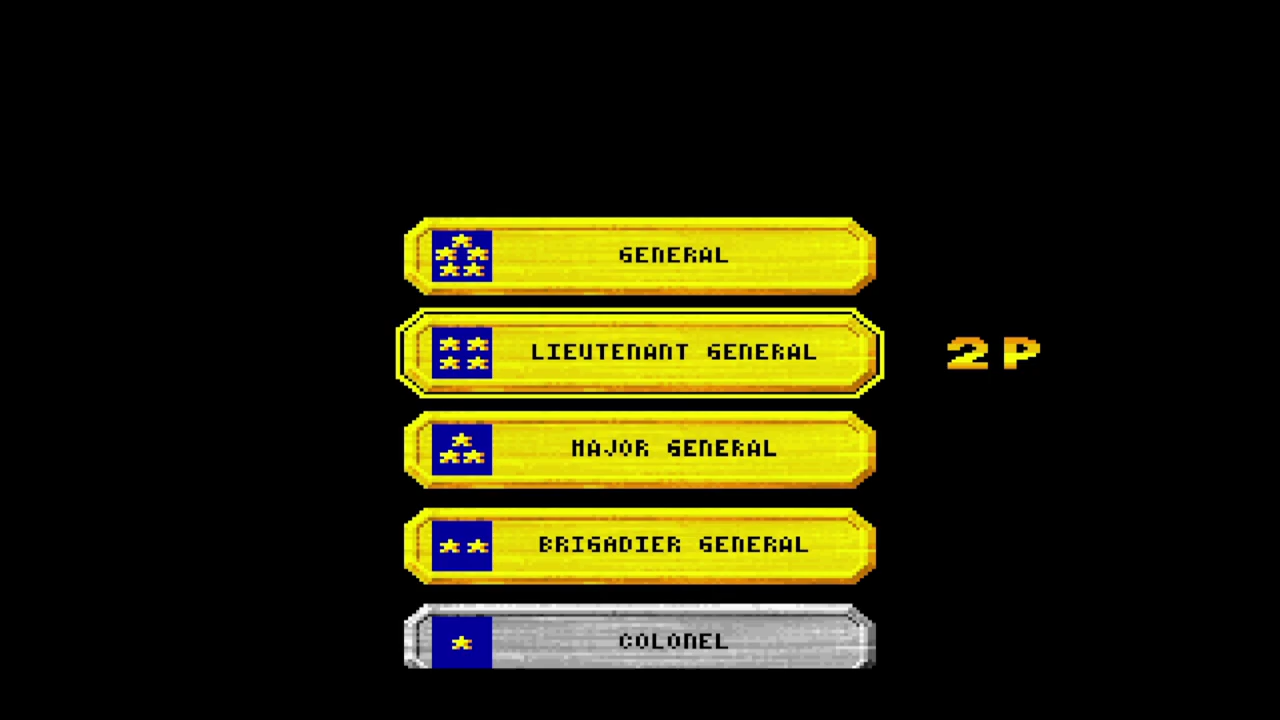 GENERAL
LIEUTENANT GENERAL
2P
MAJOR GENERAL
BRIGADIER GENERAL
COLONEL